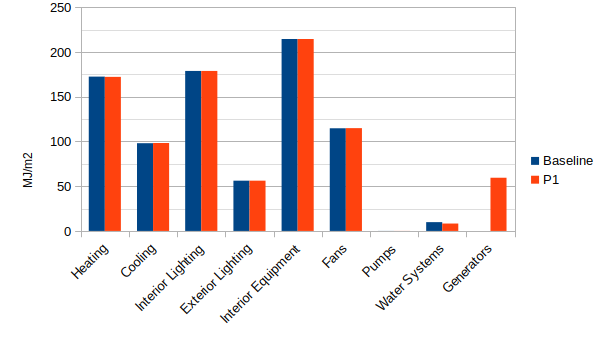 250
200
150
100
50
0
MJ/m2
Heating
Cooling
Interior Lighting
Exterior Lighting
Interior Equipment
Fans
Pumps
Water Systems
Generators
Baseline
P1